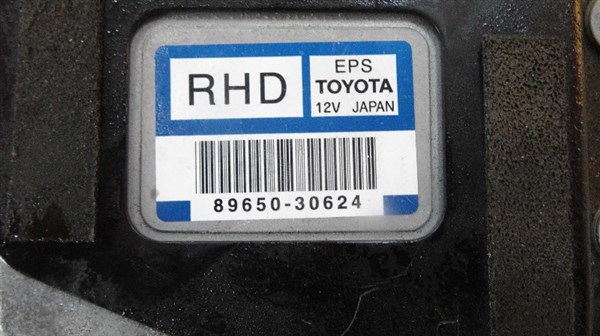 RHD
EPS
TOYOTA
12V JAPAN
89650-30624